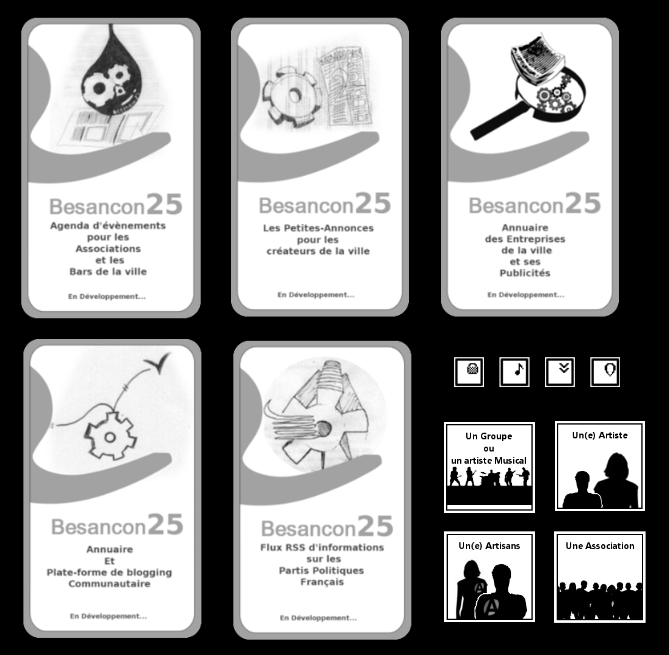 Besancon25
Agenda d'évènements
pour les
Associations
et les
Bars de la ville
En Développement...
Besancon25
Les Petites-Annonces
pour les
créateurs de la ville
En Développement...
Besancon25
Annuaire
des Entreprises
de la ville
et ses
Publicités
En Développement...
Besancon25
Annuaire
Et
Plate-forme de blogging
Communautaire
En Développement...
Besancon25
Flux RSS d'informations
sur les
Partis Politiques
Français
En Développement...
Un Groupe
ou
un artiste Musical
Un(e) Artiste
Un(e) Artisans
Une Association